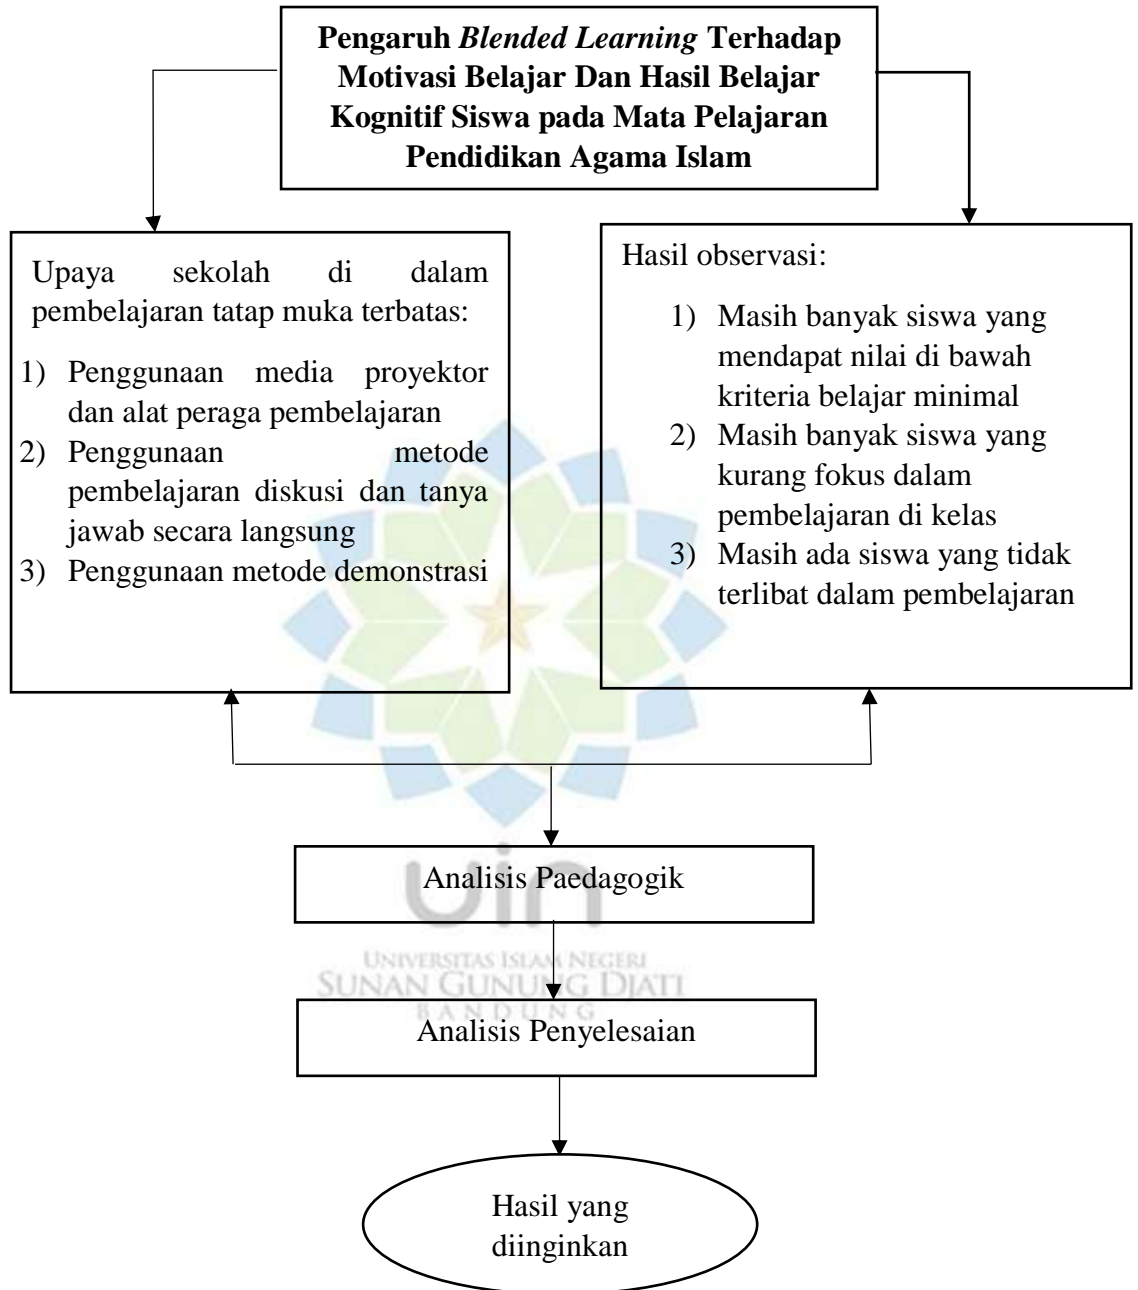 Pengaruh Blended Learning Terhadap
Motivasi Belajar Dan Hasil Belajar
Kognitif Siswa pada Mata Pelajaran
Pendidikan Agama Islam
Upaya sekolah di dalam
pembelajaran tatap muka terbatas:
1) Penggunaan media proyektor
dan alat peraga pembelajaran
2) Penggunaan metode
pembelajaran diskusi dan tanya
jawab secara langsung
3) Penggunaan metode demonstrasi
Hasil observasi:
1) Masih banyak siswa yang
mendapat nilai di bawah
kriteria belajar minimal
2) Masih banyak siswa yang
kurang fokus dalam
pembelajaran di kelas
3) Masih ada siswa yang tidak
terlibat dalam pembelajaran
Analisis Paedagogik
uin
UNIVERSITAS ISLAM NEGERI
SUNAN GUNUNG DJATI
BANDUNG
Analisis Penyelesaian
Hasil yang
diinginkan